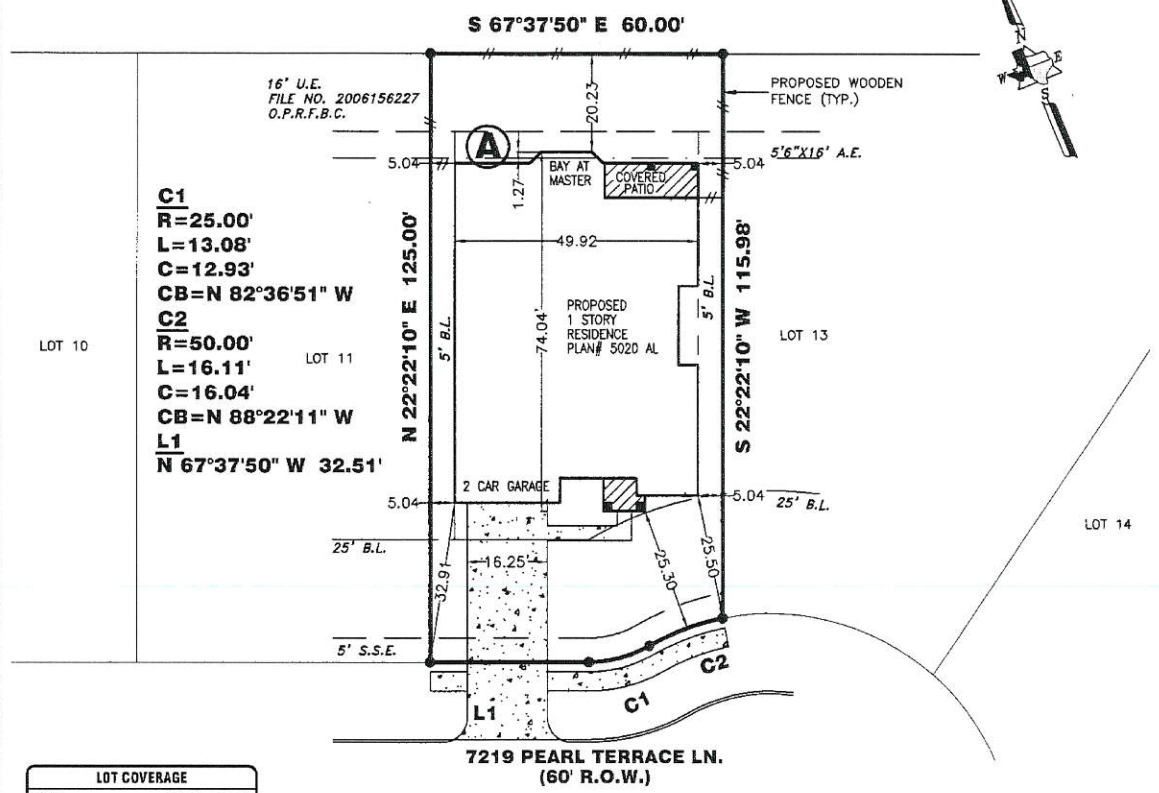 S 67°37'50" E 60.00'
N
E
W
S
16' U.E.
FILE NO. 2006156227
O.P.R.F.B.C.
20.23
PROPOSED WOODEN
FENCE (TYP.)
A
5'6"X16' A.E.
5.04
5.04
BAY AT
MASTER
COVERED
PATIO
1.27
C1
R=25.00'
L=13.08'
C=12.93'
CB=N 82°36'51" W
C2
R=50.00'
L=16.11'
C=16.04'
CB=N 88°22'11" W
L1
N 67°37'50" W 32.51'
N 22°22'10" E 125.00'
49.92
S 22°22'10" W 115.98'
5' B.L.
5' B.L.
74.04'
PROPOSED
1 STORY
RESIDENCE
PLAN# 5020 AL
LOT 10
LOT 11
LOT 13
LOT 14
2 CAR GARAGE
5.04
5.04
25' B.L.
25' B.L.
16.25'
32.91
25.30
25.50
5' S.S.E.
L1
C1
C2
7219 PEARL TERRACE LN.
(60' R.O.W.)
LOT COVERAGE